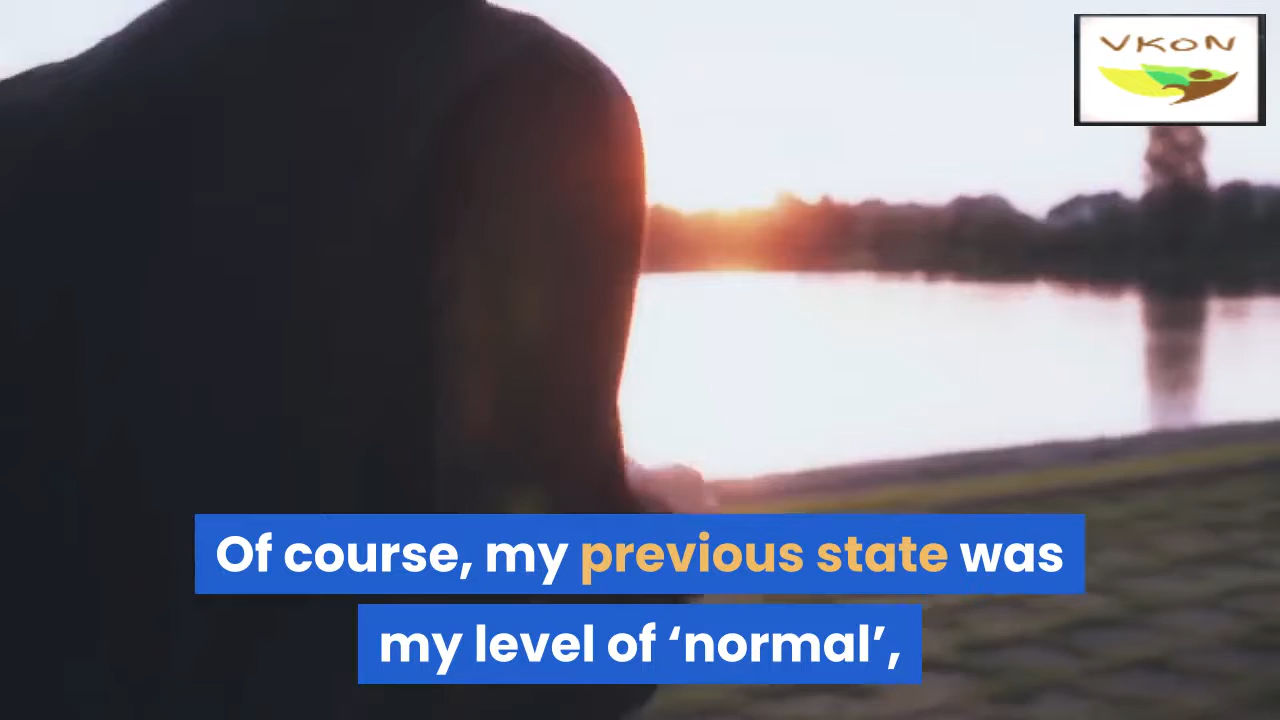 VKON
Of course, my previous state was
my level of ‘normal’,